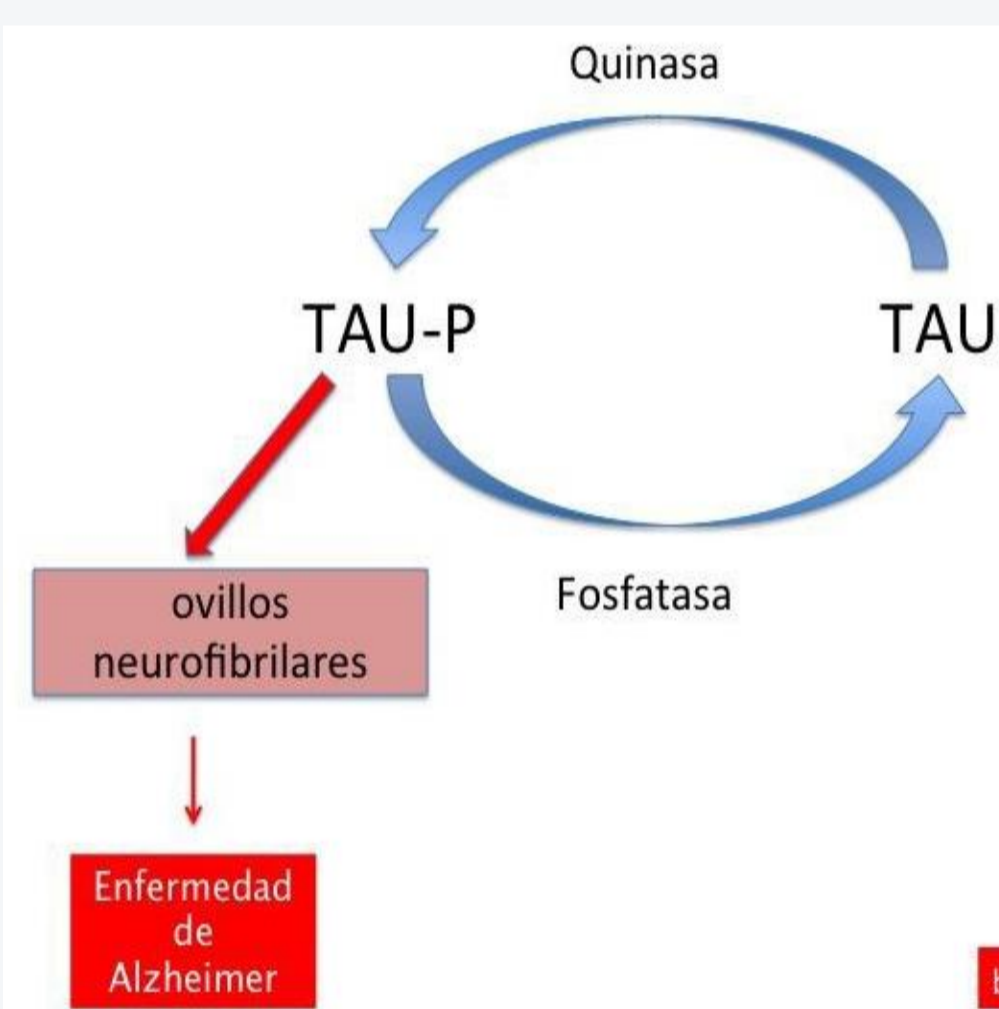 Quinasa
TAU-P
TAU
Fosfatasa
ovillos
neurofibrilares
Enfermedad
de
Alzheimer